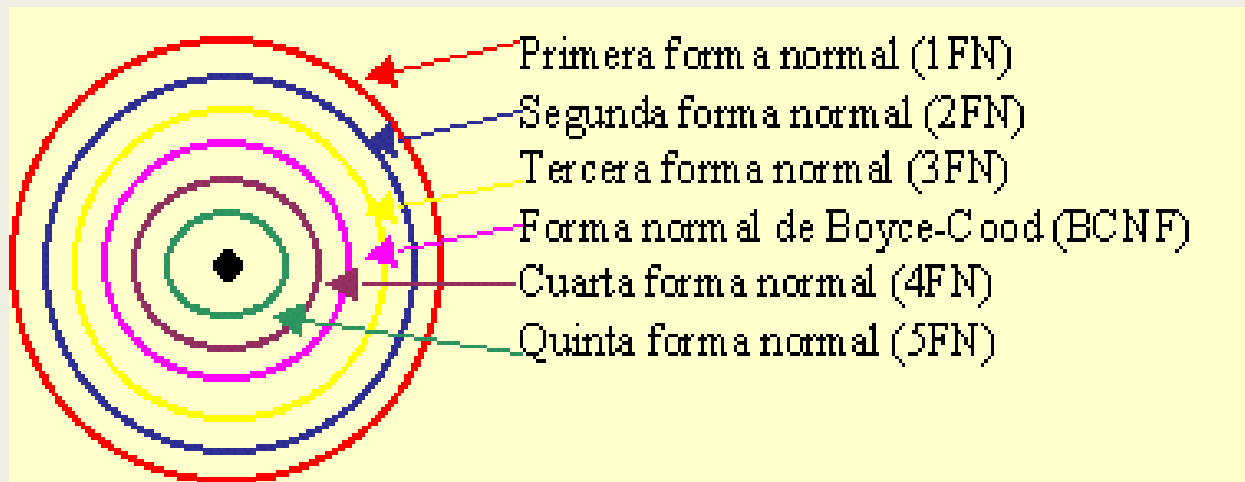 Primera forma normal (1FN)
Segunda forma normal (2FN)
Tercera forma normal (3FN)
Forma normal de Boyce-Cood (BCNF)
Cuarta forma normal (4FN)
Quinta forma normal (5FN)